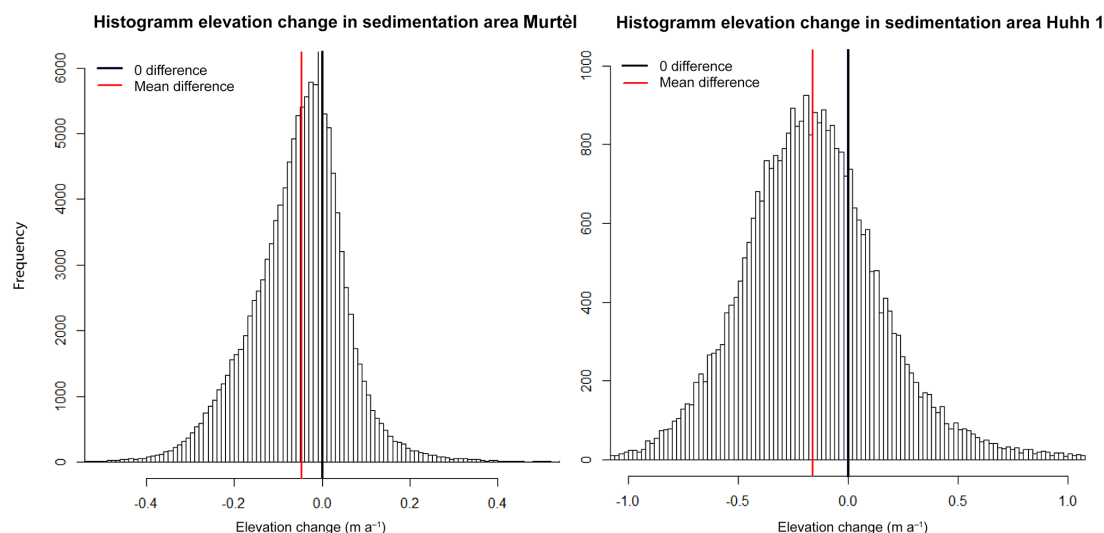 Histogramm elevation change in sedimentation area Murtèl
0 difference
Mean difference
6000
5000
4000
3000
2000
1000
0
Frequency
-0.4 -0.2 0.0 0.2 0.4
Elevation change (m a⁻¹)
Histogramm elevation change in sedimentation area Huhh 1
0 difference
Mean difference
1000
800
600
400
200
0
-1.0 -0.5 0.0 0.5 1.0
Elevation change (m a⁻¹)